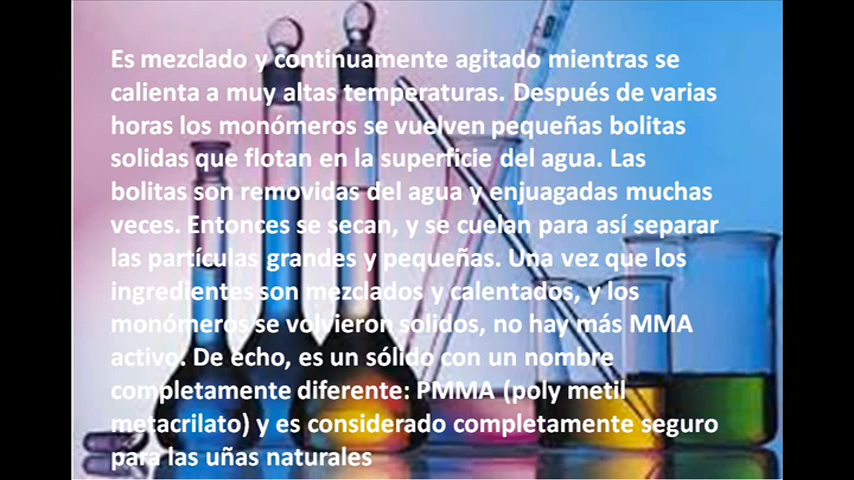 Es mezclado y continuamente agitado mientras se
calienta a muy altas temperaturas. Después de varias
horas los monómeros se vuelven pequeñas bolitas
solidas que flotan en la superficie del agua. Las
bolitas son removidas del agua y enjuagadas muchas
veces. Entonces se secan, y se cuelan para así separar
las partículas grandes y pequeñas. Una vez que los
ingredientes son mezclados y calentados, y los
monómeros se volvieron solidos, no hay más MMA
activo. De echo, es un sólido con un nombre
completamente diferente: PMMA (poly metil
metacrilato) y es considerado completamente seguro
para las uñas naturales